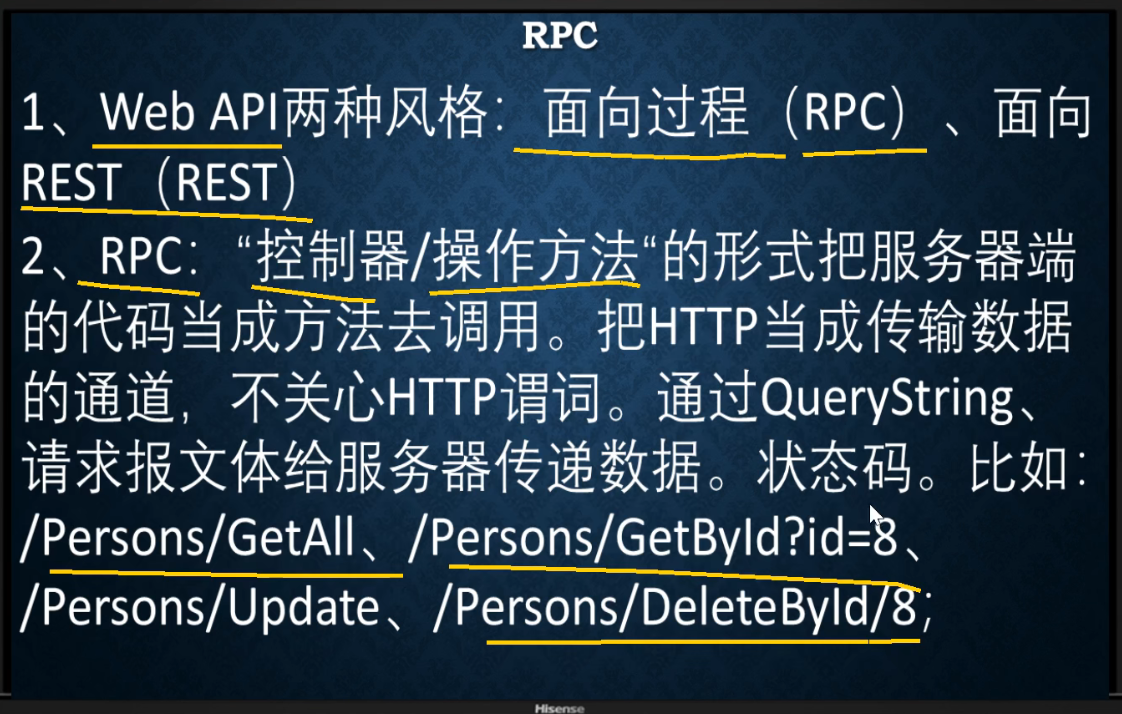 RPC
1、Web API两种风格：面向过程（RPC）、面向
REST（REST）
2、RPC：“控制器/操作方法“的形式把服务器端
的代码当成方法去调用。把HTTP当成传输数据
的通道，不关心HTTP谓词。通过QueryString、
请求报文体给服务器传递数据。状态码。比如：
/Persons/GetAll、/Persons/GetById?id=8、
/Persons/Update、/Persons/DeleteById/8;
Hisense